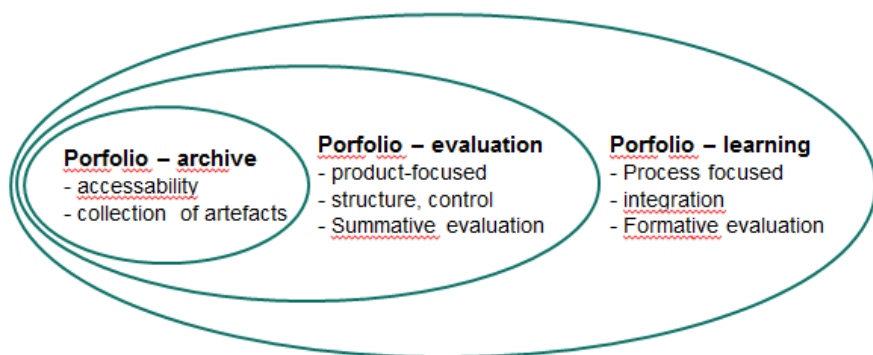 Porfolio – archive
- accessability
- collection of artefacts
Porfolio – evaluation
- product-focused
- structure, control
- Summative evaluation
Porfolio – learning
- Process focused
- integration
- Formative evaluation